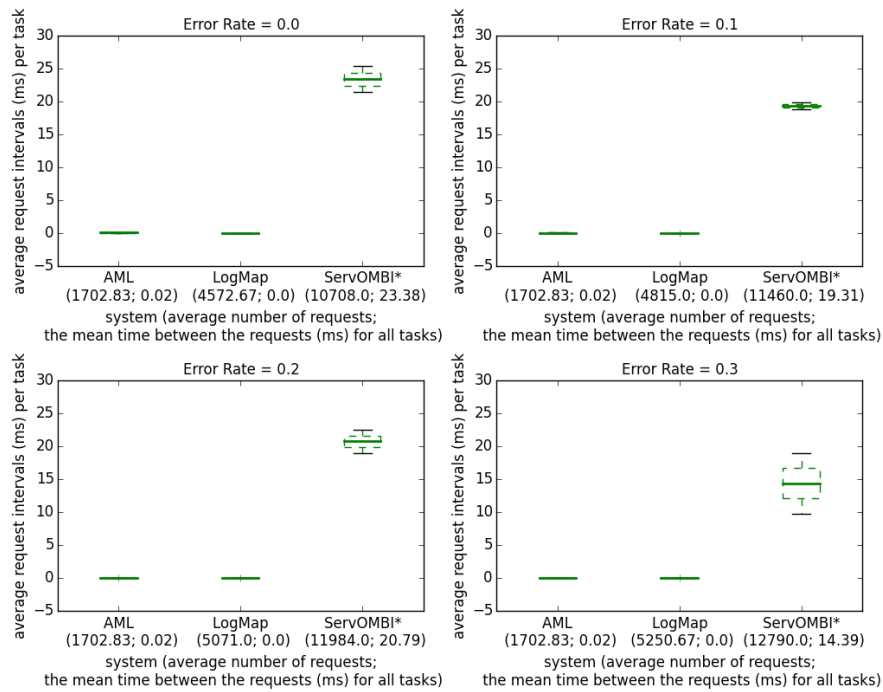 Error Rate = 0.0
average request intervals (ms) per task
30
25
20
15
10
5
0
−5
AML LogMap ServOMBI*
(1702.83; 0.02) (4572.67; 0.0) (10708.0; 23.38)
system (average number of requests;
the mean time between the requests (ms) for all tasks)
Error Rate = 0.1
average request intervals (ms) per task
30
25
20
15
10
5
0
−5
AML LogMap ServOMBI*
(1702.83; 0.02) (4815.0; 0.0) (11460.0; 19.31)
system (average number of requests;
the mean time between the requests (ms) for all tasks)
Error Rate = 0.2
average request intervals (ms) per task
30
25
20
15
10
5
0
−5
AML LogMap ServOMBI*
(1702.83; 0.02) (5071.0; 0.0) (11984.0; 20.79)
system (average number of requests;
the mean time between the requests (ms) for all tasks)
Error Rate = 0.3
average request intervals (ms) per task
30
25
20
15
10
5
0
−5
AML LogMap ServOMBI*
(1702.83; 0.02) (5250.67; 0.0) (12790.0; 14.39)
system (average number of requests;
the mean time between the requests (ms) for all tasks)